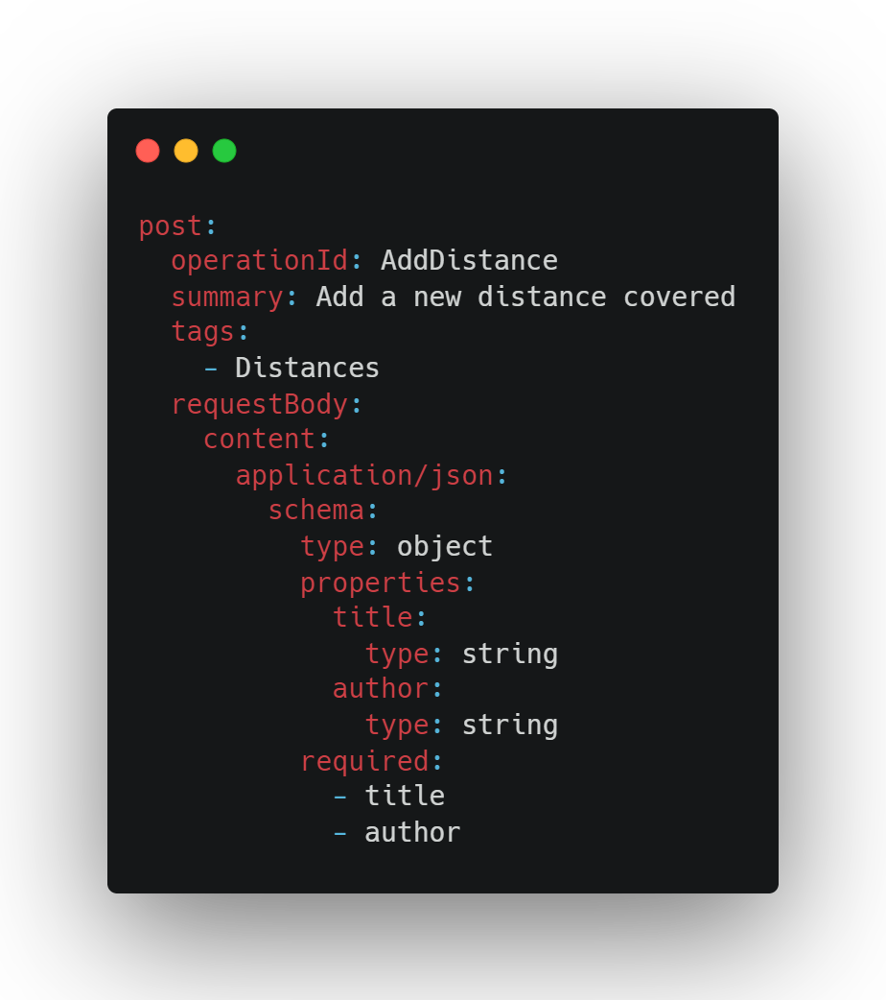 post:
  operationId: AddDistance
  summary: Add a new distance covered
  tags:
    - Distances
  requestBody:
    content:
      application/json:
        schema:
          type: object
          properties:
            title:
              type: string
            author:
              type: string
          required:
            - title
            - author